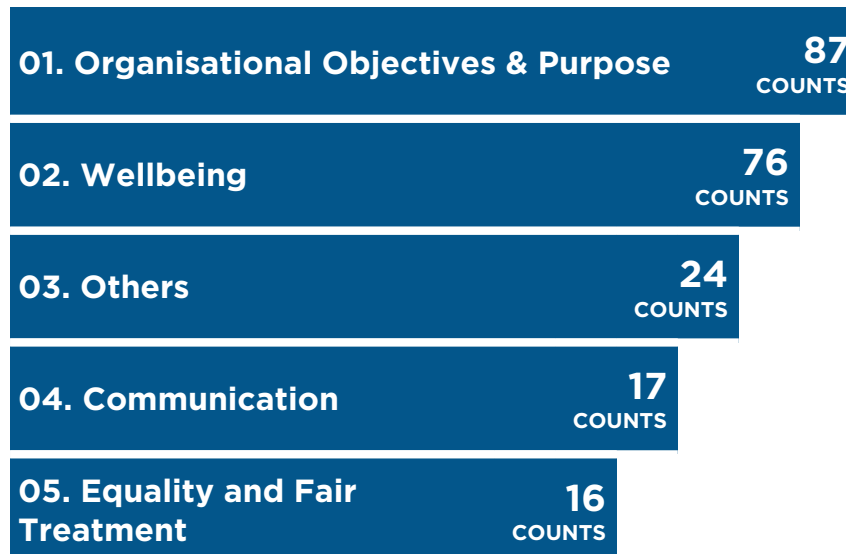 01. Organisational Objectives & Purpose
87
COUNTS
02. Wellbeing
76
COUNTS
03. Others
24
COUNTS
04. Communication
17
COUNTS
05. Equality and Fair
Treatment
16
COUNTS